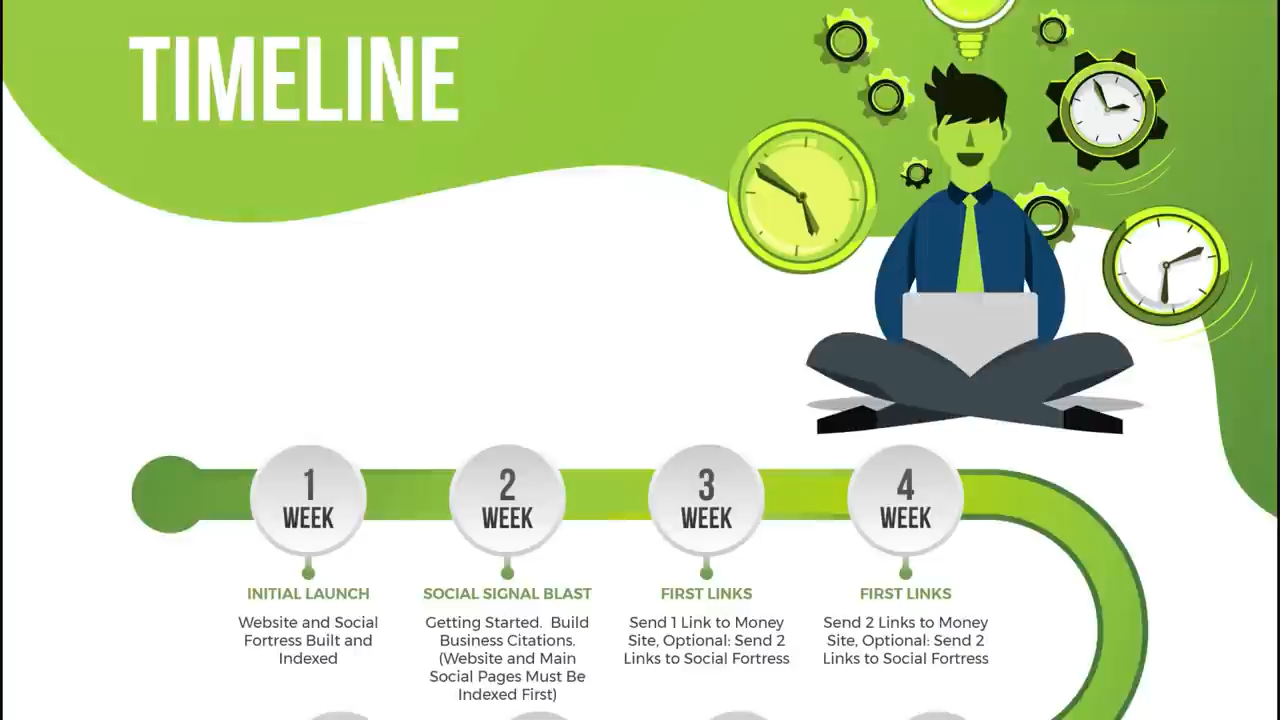 TIMELINE
1
WEEK
2
WEEK
3
WEEK
4
WEEK
INITIAL LAUNCH
Website and Social
Fortress Built and
Indexed
SOCIAL SIGNAL BLAST
Getting Started. Build
Business Citations.
(Website and Main
Social Pages Must Be
Indexed First)
FIRST LINKS
Send 1 Link to Money
Site, Optional: Send 2
Links to Social Fortress
FIRST LINKS
Send 2 Links to Money
Site, Optional: Send 2
Links to Social Fortress